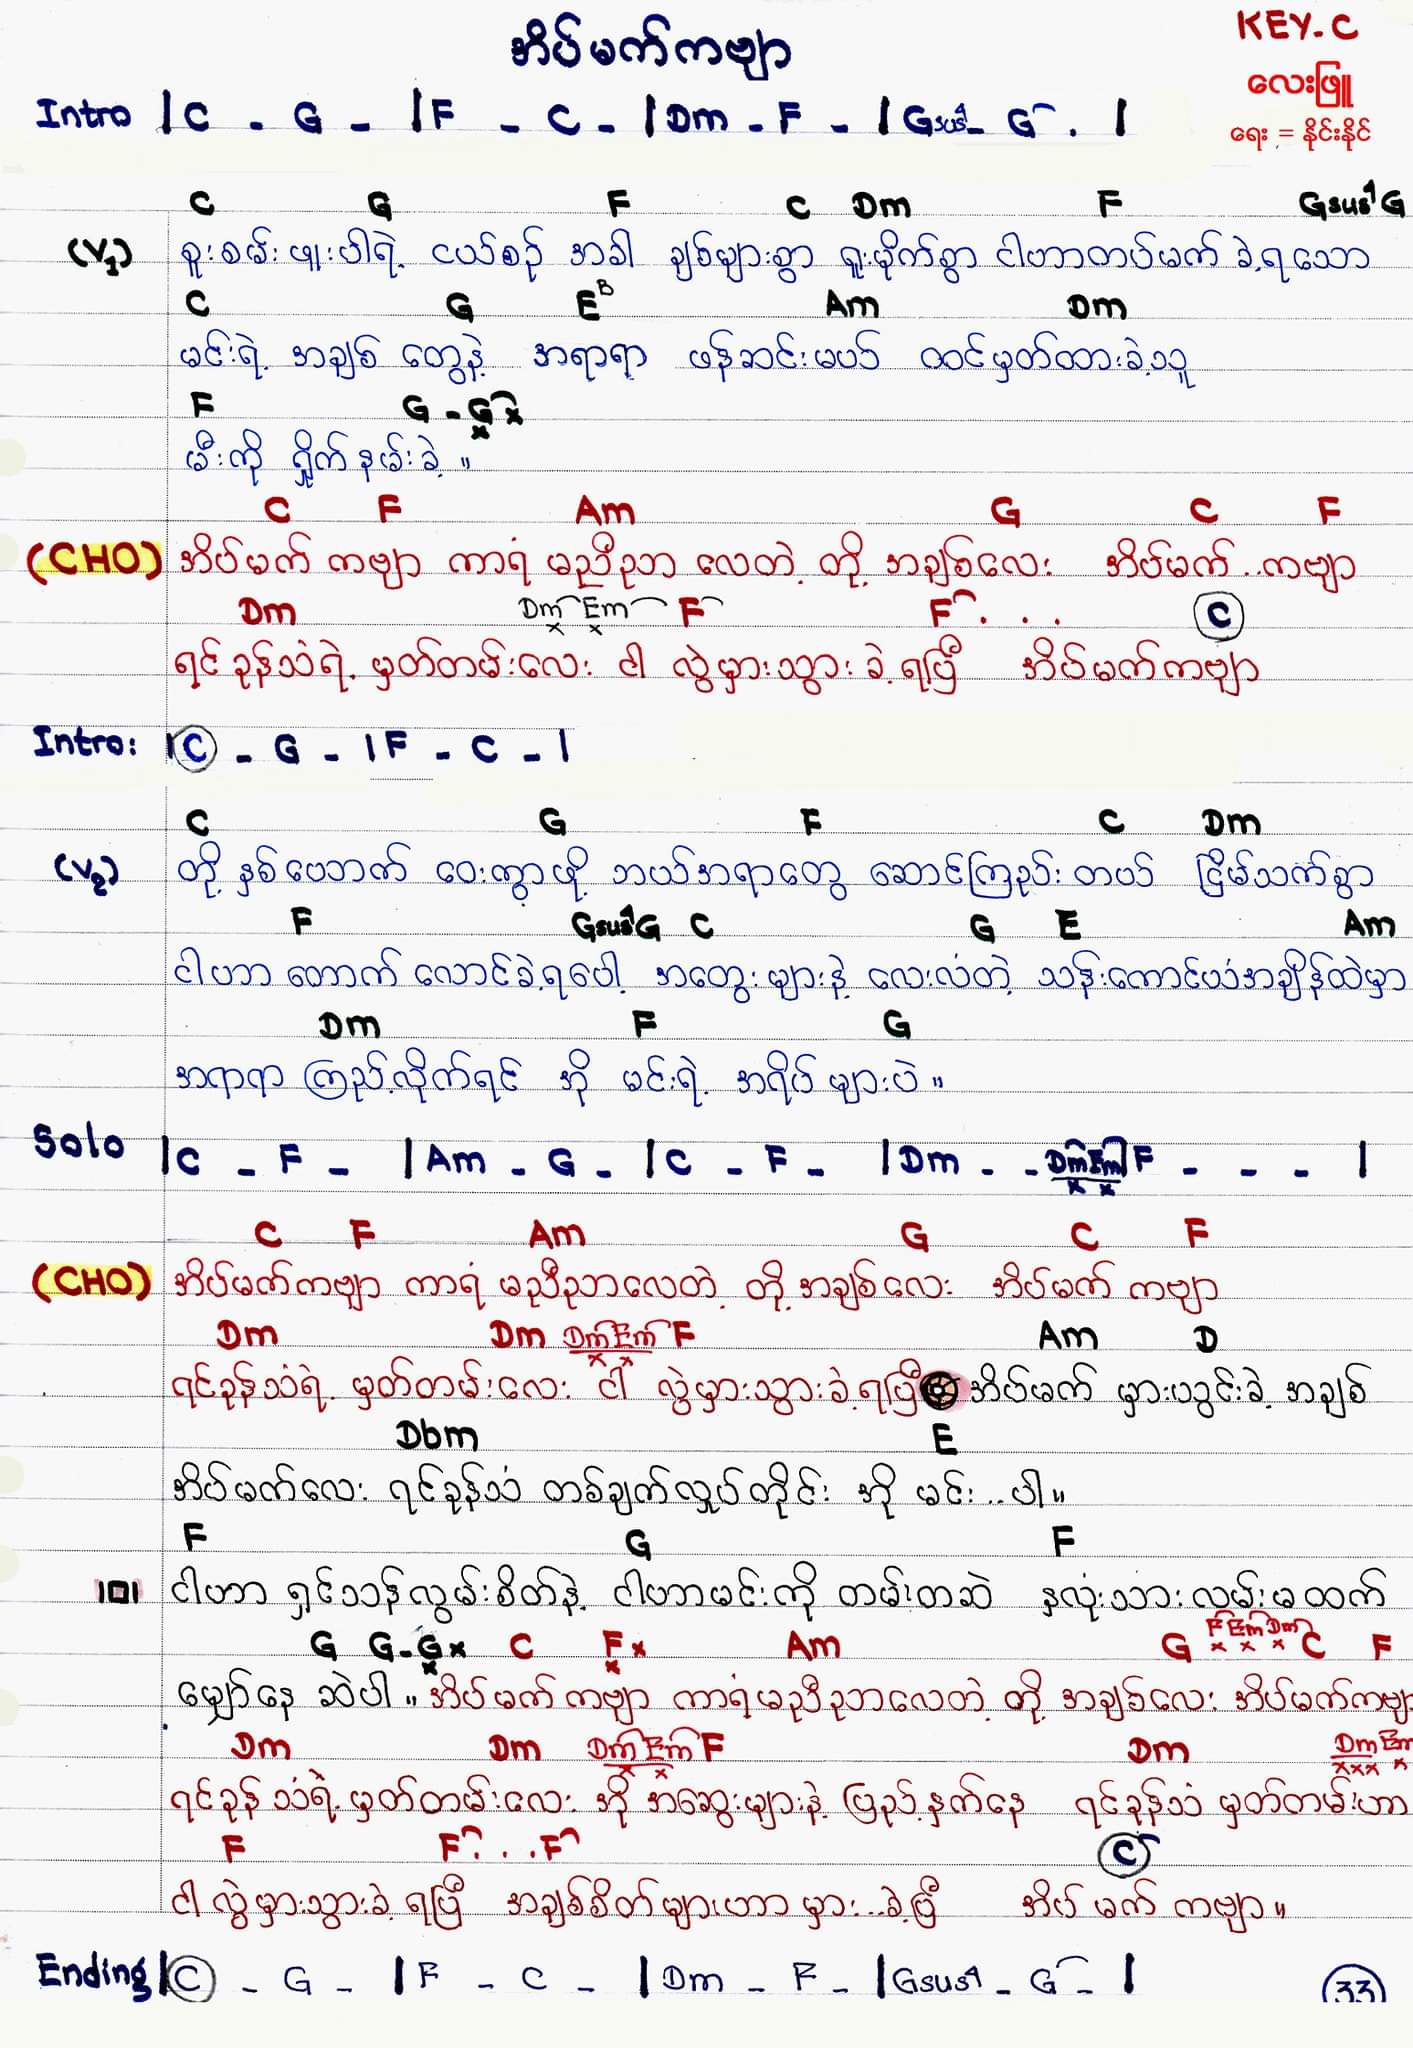 အိပ်မက်ကဗျာ
KEY-C
လေးဖြူ
ရေး = နိုင်းနိုင်
Intro | C - G - | F - C - | Dm - F - | Gsus4 - G . |
C G F C Dm F Gsus4 G
(V1) စူးစမ်းဖူးပါရဲ့ ငယ်စဉ် အခါ ချစ်များစွာ ရူးမိုက်စွာ ငါဟာတပ်မက် ခဲ့ရသော
C G E Am Dm
မင်းရဲ့ အချစ် တွေနဲ့ အရာရာ ဖန်ဆင်းမယ် ထင်မှတ်ထားခဲ့သူ
F G - G
မီးကို ရှိုက်နမ်းခဲ့ ။
C F Am G C F
(CHO) အိပ်မက် ကဗျာ ကာရံ မညီညာ လေတဲ့ တို့ အချစ်လေး အိပ်မက် .. ကဗျာ
Dm Dm Em F F . . . C
ရင်ခုန်သံရဲ့ မှတ်တမ်းလေး ငါ လွဲမှားသွားခဲ့ရပြီ အိပ်မက်ကဗျာ
Intro: | C - G - | F - C - |
C G F C Dm
(V2) တို့ နှစ်ယောက် ဝေးကွာဖို့ ဘယ်အရာတွေ ဆောင်ကြဉ်း တယ် ငြိမ်သက်စွာ
F Gsus4 G C G E Am
ငါဟာ တောက် လောင်ခဲ့ရပေါ့ အတွေးများနဲ့ လေးလံတဲ့ သန်းကောင်ယံအချိန်ထဲမှာ
Dm F G
အရာရာ ကြည့်လိုက်ရင် အို မင်းရဲ့ အရိပ်များပဲ ။
Solo | C - F - | Am - G - | C - F - | Dm - - Dm Em | F - - - |
C F Am G C F
(CHO) အိပ်မက်ကဗျာ ကာရံ မညီညာလေတဲ့ တို့ အချစ်လေး အိပ်မက် ကဗျာ
Dm Dm Dm Em F Am D
ရင်ခုန်သံရဲ့ မှတ်တမ်းလေး ငါ လွဲမှားသွားခဲ့ရပြီ အိပ်မက် မှားယွင်းခဲ့ အချစ်
Dbm E
အိပ်မက်လေး ရင်ခုန်သံ တစ်ချက်လှုပ်တိုင်း အို မင်း .. ပါ ။
F G F
ငါဟာ ရှင်သန်လွမ်းစိတ်နဲ့ ငါဟာမင်းကို တမ်းတဆဲ နှလုံးသားလမ်းမထက်
G G - G C F Am G F Em Dm C F
မျှော်နေ ဆဲပါ ။ အိပ်မက် ကဗျာ ကာရံမညီညာလေတဲ့ တို့ အချစ်လေး အိပ်မက်ကဗျာ
Dm Dm Dm Em F Dm Dm Em
ရင်ခုန်သံရဲ့ မှတ်တမ်းလေး အို အဆွေးများနဲ့ ပြည့်နှက်နေ ရင်ခုန်သံ မှတ်တမ်းဟာ
F F . . . F C
ငါ လွဲမှားသွားခဲ့ရပြီ အချစ်စိတ်များဟာ မှား .. ခဲ့ပြီ အိပ် မက် ကဗျာ ။
Ending | C - G - | F - C - | Dm - F - | Gsus4 - G - |
33